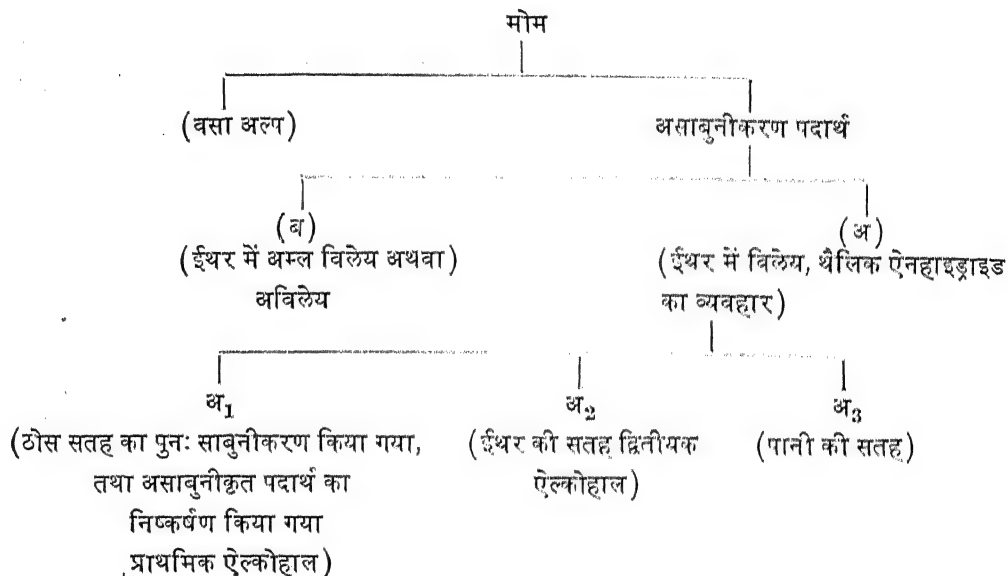 मोम
(वसा अल्प) असाबुनीकरण पदार्थ
(ब) (अ)
(ईथर में अम्ल विलेय अथवा) (ईथर में विलेय, थैलिक ऐनहाइड्राइड
अविलेय का व्यवहार)
अ₁ अ₂ अ₃
(ठोस सतह का पुनः साबुनीकरण किया गया, (ईथर की सतह द्वितीयक (पानी की सतह)
तथा असाबुनीकृत पदार्थ का ऐल्कोहाल)
निष्कर्षण किया गया
प्राथमिक ऐल्कोहाल)